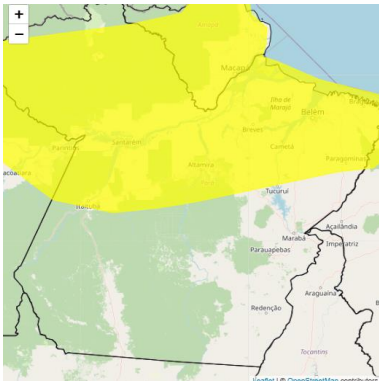 +
−
Macapá
Ilha de
Marajó
Belém
Breves
Santarém
Parintins
Cametá
Altamira
Paragominas
Itaituba
Tucuruí
Marabá
Açailândia
Imperatriz
Parauapebas
Araguaína
Redenção
Tocantins
Leaflet | © OpenStreetMap contributors